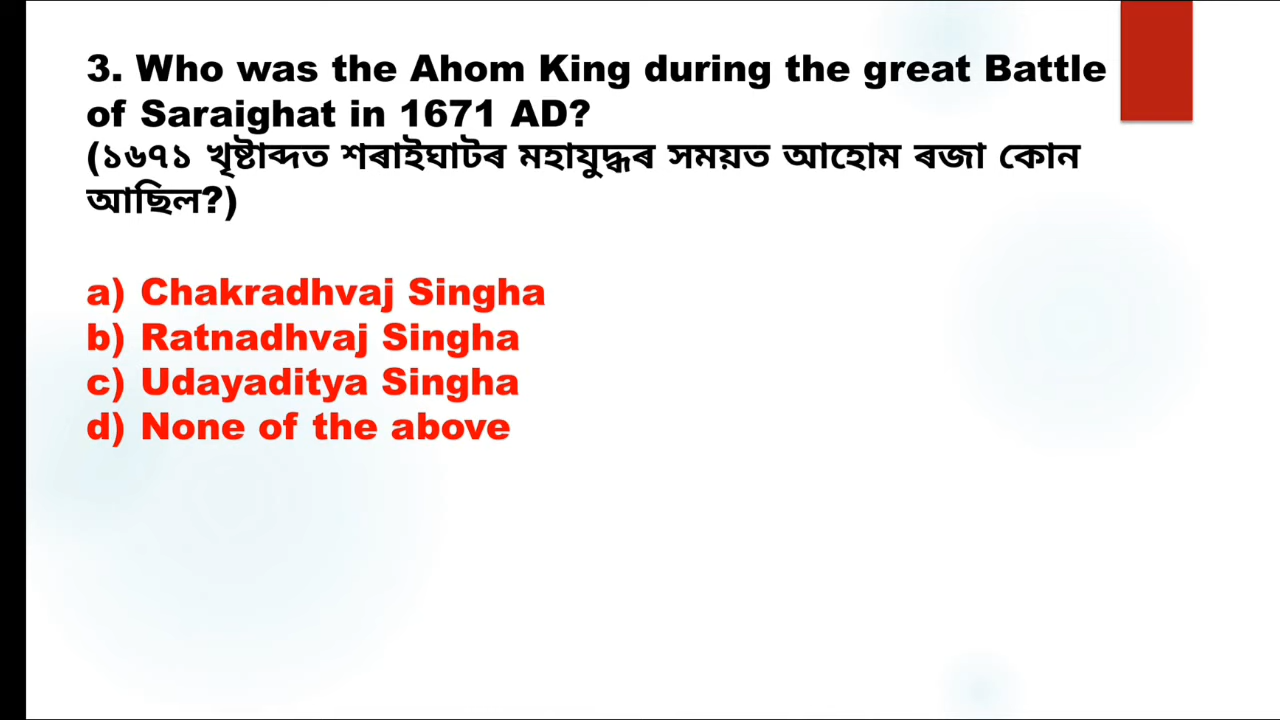 3. Who was the Ahom King during the great Battle
of Saraighat in 1671 AD?
(১৬৭১ খৃষ্টাব্দত শৰাইঘাটৰ মহাযুদ্ধৰ সময়ত আহোম ৰজা কোন
আছিল?)
a) Chakradhvaj Singha
b) Ratnadhvaj Singha
c) Udayaditya Singha
d) None of the above